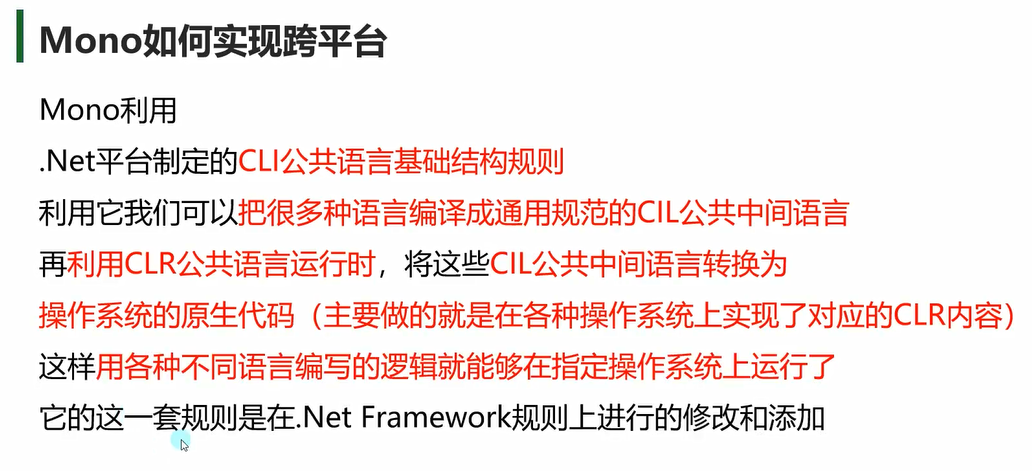 Mono如何实现跨平台
Mono利用
.Net平台制定的CLI公共语言基础结构规则
利用它我们可以把很多种语言编译成通用规范的CIL公共中间语言
再利用CLR公共语言运行时，将这些CIL公共中间语言转换为
操作系统的原生代码（主要做的就是在各种操作系统上实现了对应的CLR内容）
这样用各种不同语言编写的逻辑就能够在指定操作系统上运行了
它的这一套规则是在.Net Framework规则上进行的修改和添加